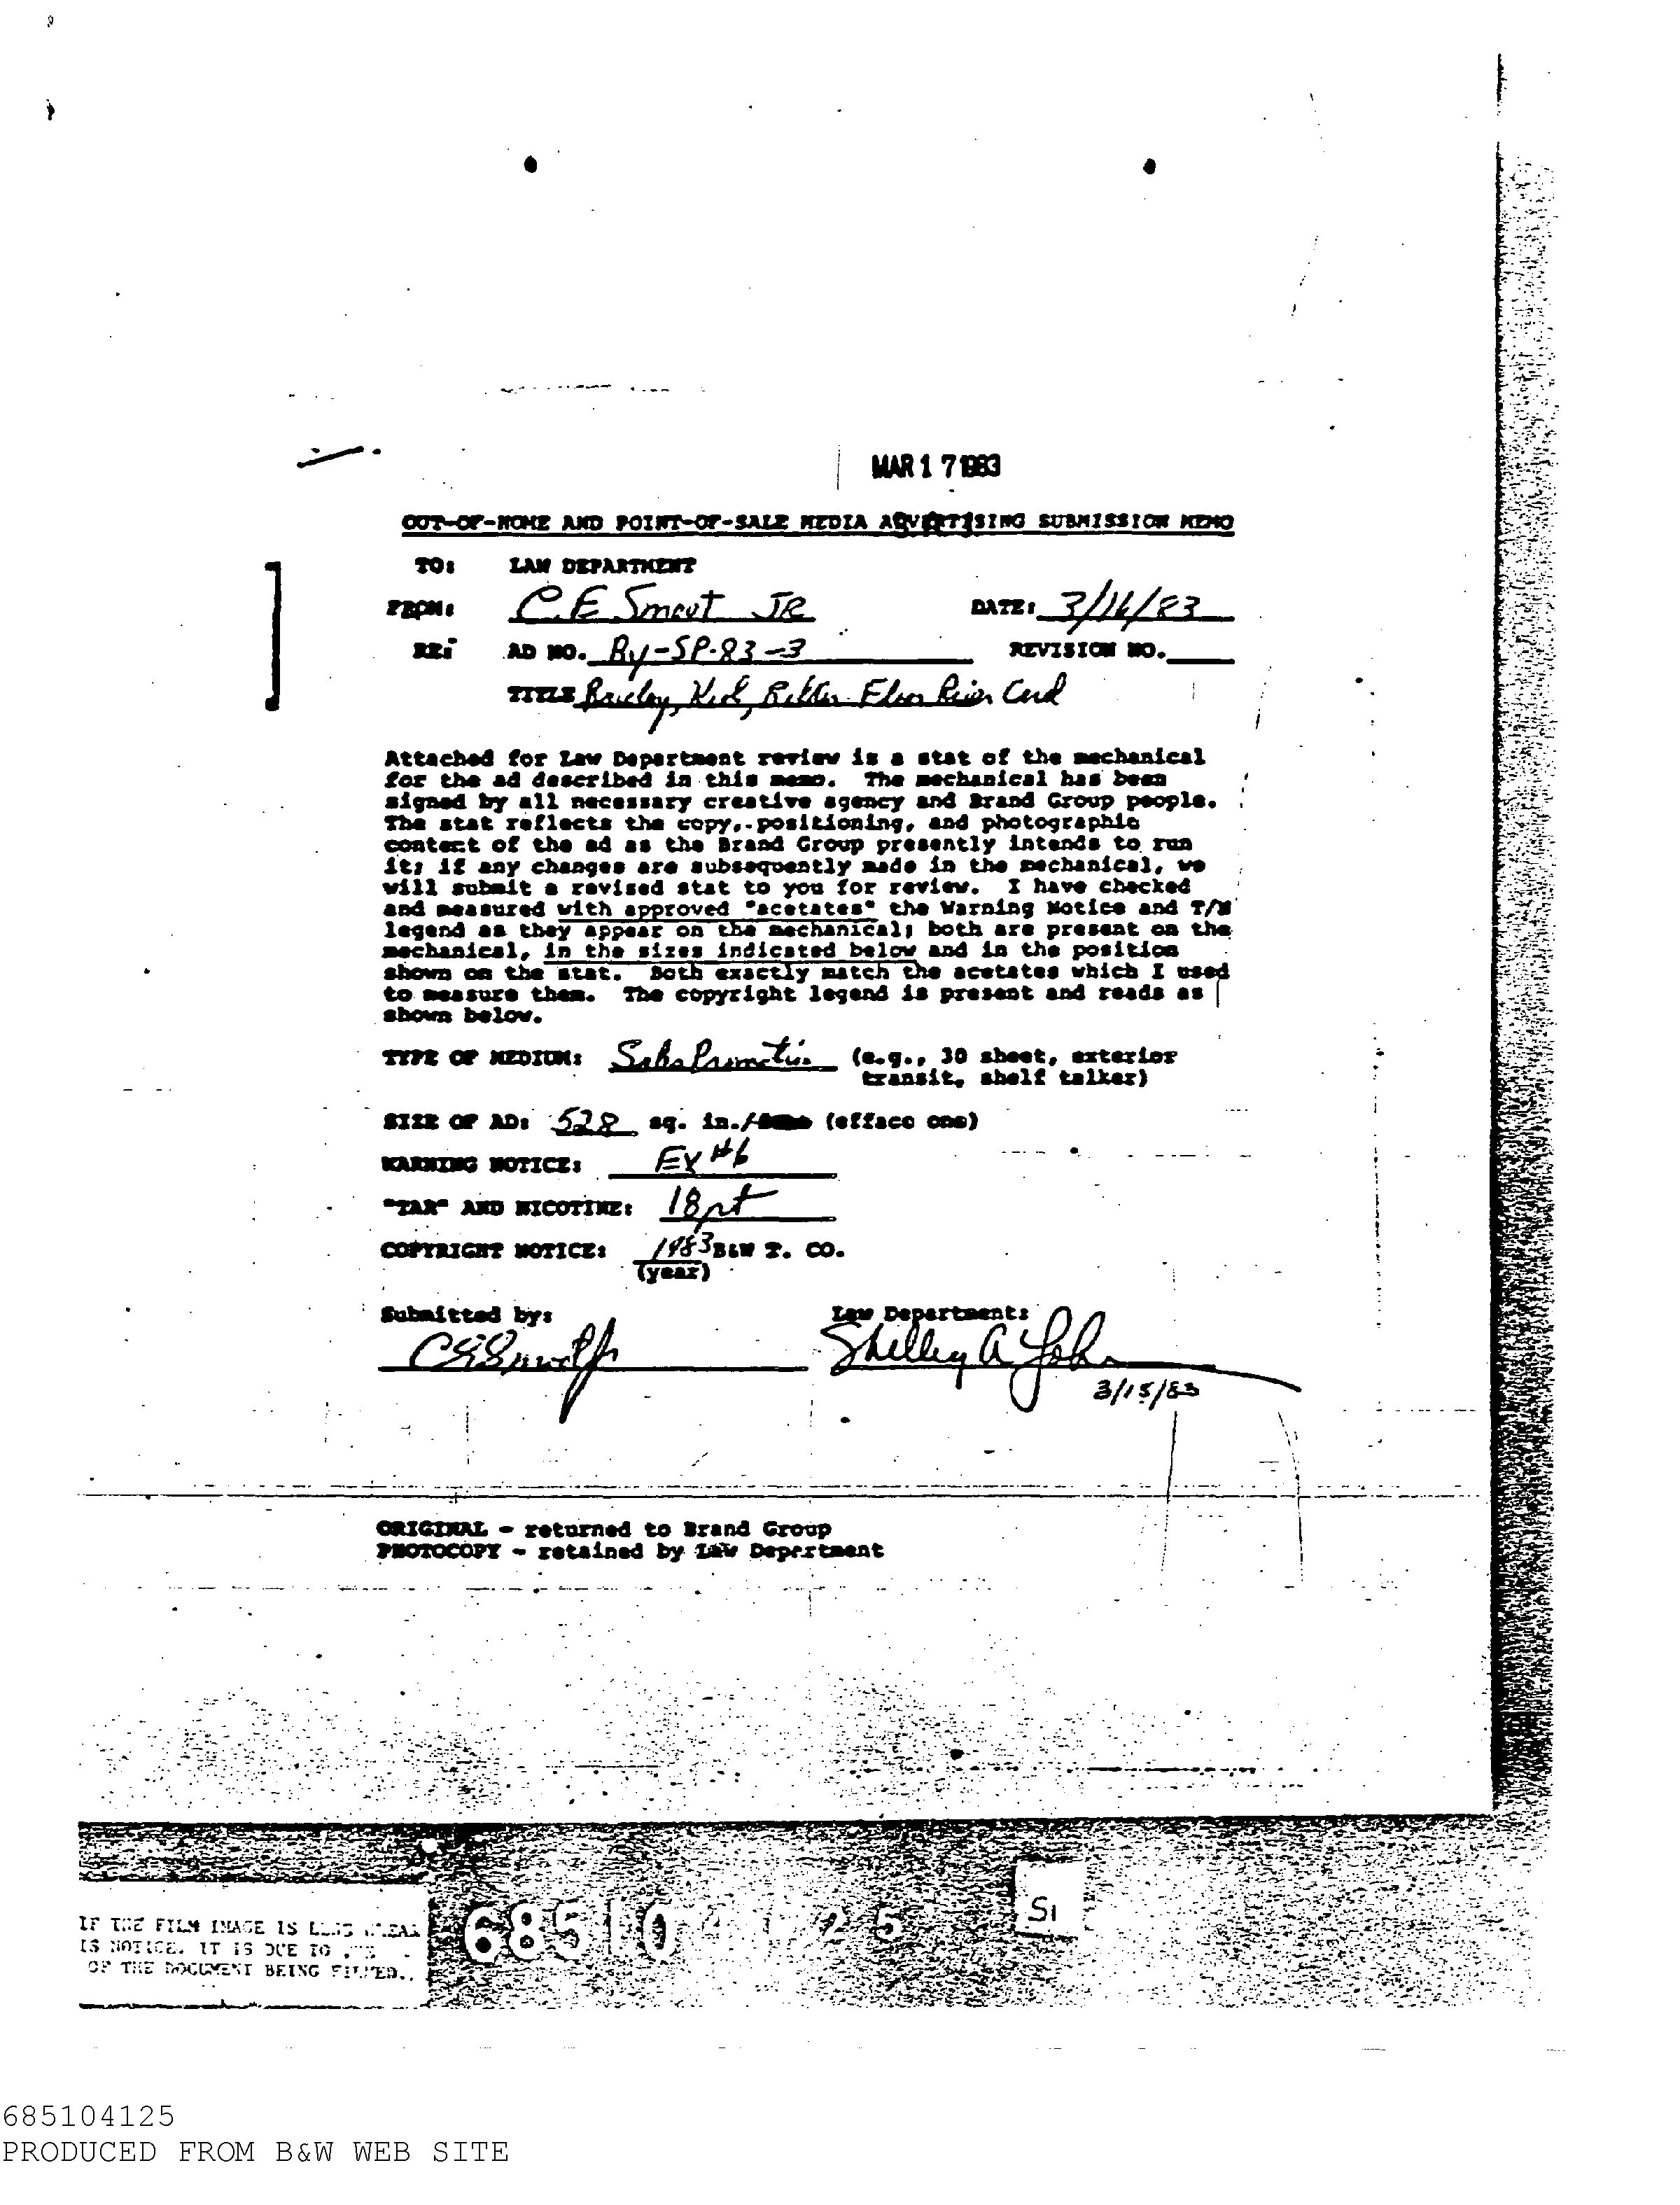 MAR 17 1983
OUT-OF-HOME AND POINT-OF-SALE MEDIA ADVERTISING SUBMISSION MEMO
TO: LAW DEPARTMENT
FROM: C.E. Smoot JR DATE: 3/16/83
RE: AD NO. By-SP-83-3 REVISION NO.
TITLE Barclay, Kool, Card
Attached for Law Department review is a stat of the mechanical
for the ad described in this memo. The mechanical has been
signed by all necessary creative agency and Brand Group people.
The stat reflects the copy, positioning, and photographic
content of the ad as the Brand Group presently intends to run
it; if any changes are subsequently made in the mechanical, we
will submit a revised stat to you for review. I have checked
and measured with approved "acetates" the Warning Notice and T/N
legend as they appear on the mechanical; both are present on the
mechanical, in the sizes indicated below and in the position
shown on the stat. Both exactly match the acetates which I used
to measure them. The copyright legend is present and reads as
shown below.
TYPE OF MEDIUM: Sales Promotion (e.g., 30 sheet, exterior
transit, shelf talker)
SIZE OF AD: 528 sq. in./ (efface one)
WARNING NOTICE: Ex #6
"TAR" AND NICOTINE: 18 pt
COPYRIGHT NOTICE: 1983 B&W T. CO.
(year)
Submitted by: Law Department:
CESmoot Jr Shelley A
3/15/83
ORIGINAL - returned to Brand Group
PHOTOCOPY - retained by Law Department
IF THE FILM IMAGE IS LESS CLEAR
IS NOTICE, IT IS DUE TO
OF THE DOCUMENT BEING FILMED.
68510 4125
SI
685104125
PRODUCED FROM B&W WEB SITE